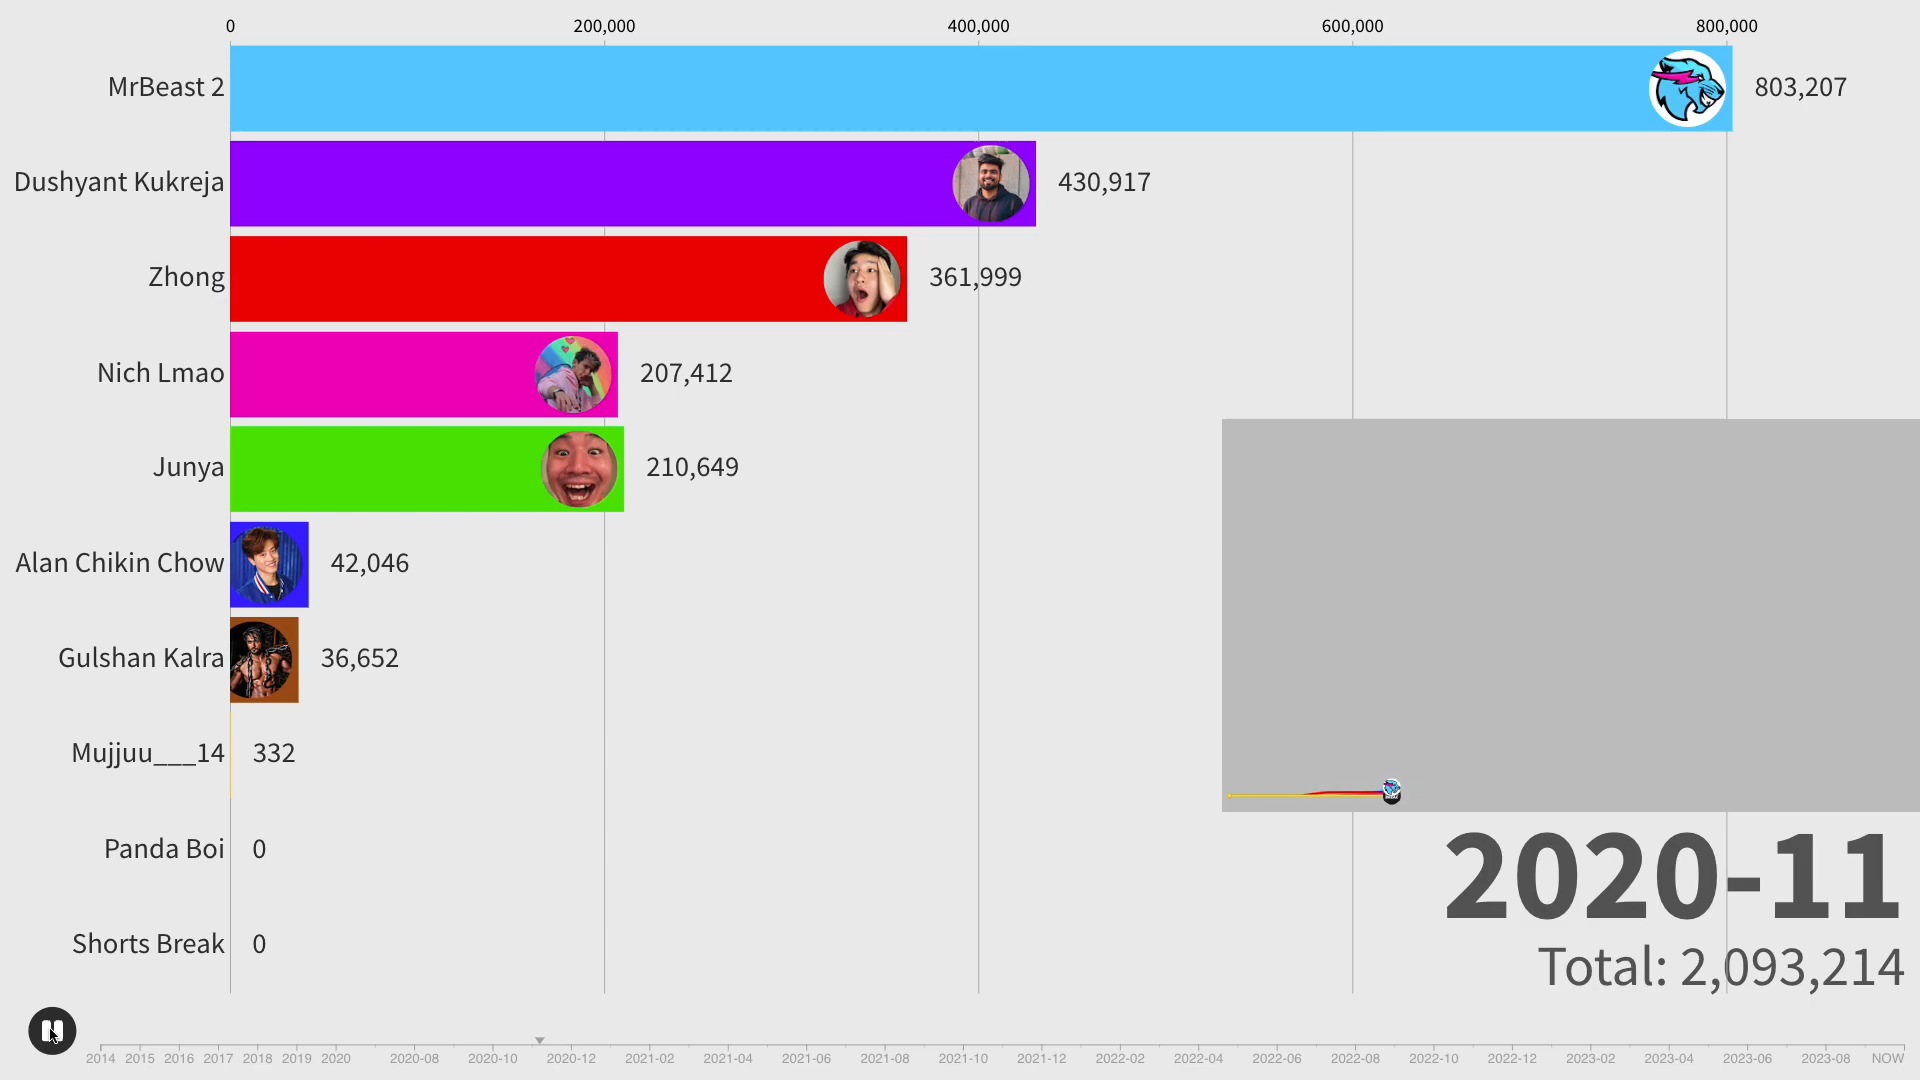 0 200,000 400,000 600,000 800,000
MrBeast 2 803,207
Dushyant Kukreja 430,917
Zhong 361,999
Nich Lmao 207,412
Junya 210,649
Alan Chikin Chow 42,046
Gulshan Kalra 36,652
Mujjuu___14 332
Panda Boi 0
Shorts Break 0
2020-11
Total: 2,093,214
2014 2015 2016 2017 2018 2019 2020 2020-08 2020-10 2020-12 2021-02 2021-04 2021-06 2021-08 2021-10 2021-12 2022-02 2022-04 2022-06 2022-08 2022-10 2022-12 2023-02 2023-04 2023-06 2023-08 NOW